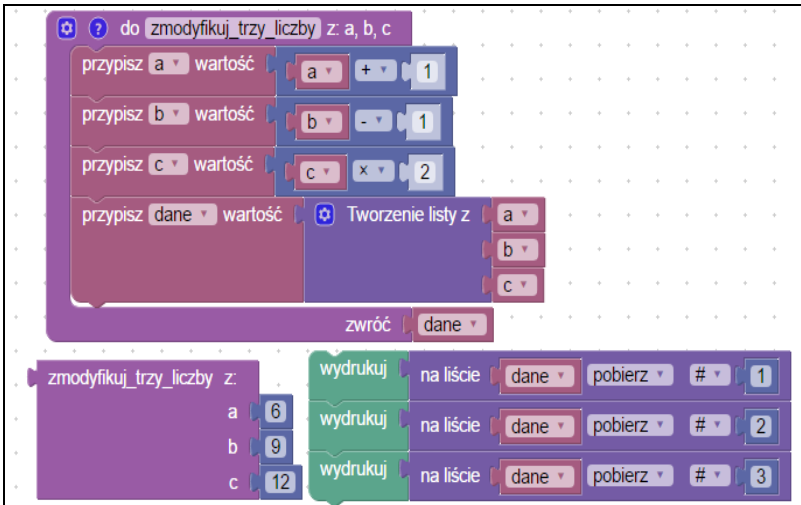 ? do zmodyfikuj_trzy_liczby z: a, b, c
przypisz a wartość a + 1
przypisz b wartość b - 1
przypisz c wartość c × 2
przypisz dane wartość Tworzenie listy z a
b
c
zwróć dane
zmodyfikuj_trzy_liczby z:
a 6
b 9
c 12
wydrukuj na liście dane pobierz # 1
wydrukuj na liście dane pobierz # 2
wydrukuj na liście dane pobierz # 3